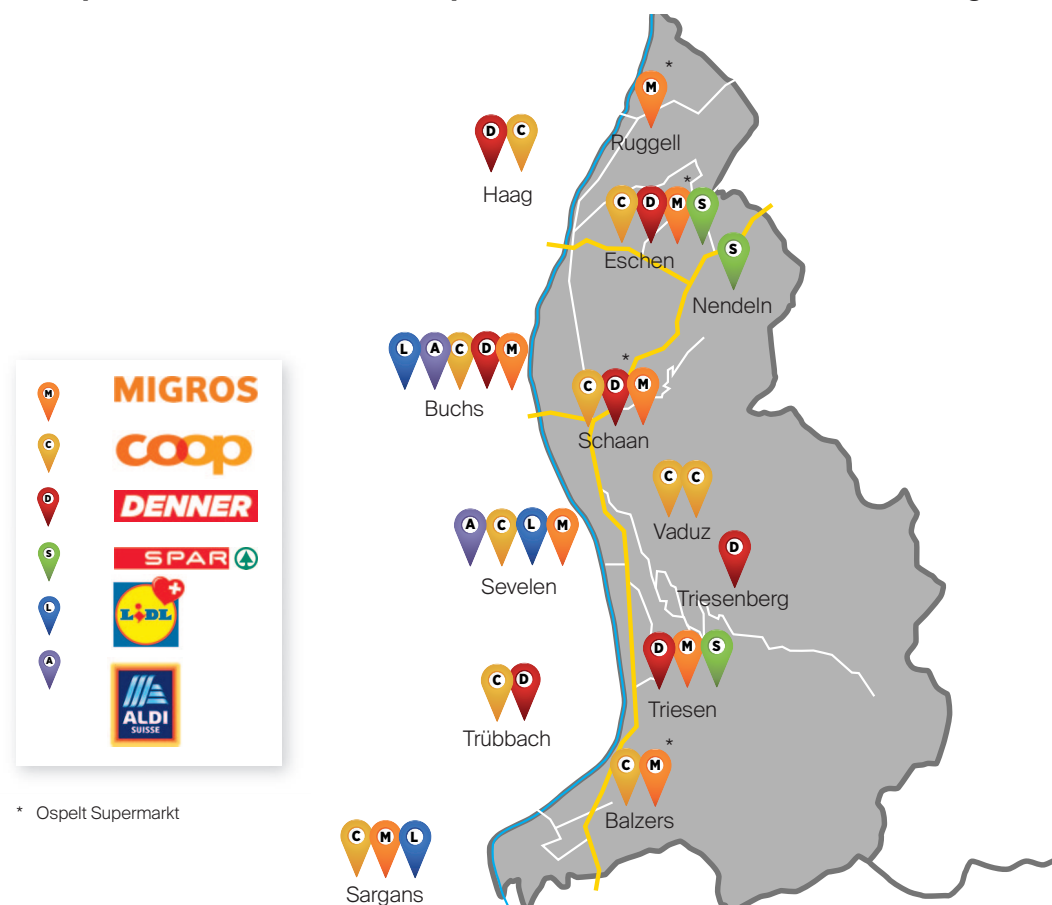 *
M
Ruggell
D C
Haag
*
C D M S
Eschen
S
Nendeln
L A C D M
Buchs
*
C D M
Schaan
M MIGROS
C coop
D DENNER
S SPAR
L LIDL
A ALDI
SUISSE
C C
Vaduz
A C L M
Sevelen
D
Triesenberg
D M S
Triesen
C D
Trübbach
*
C M
Balzers
* Ospelt Supermarkt
C M L
Sargans